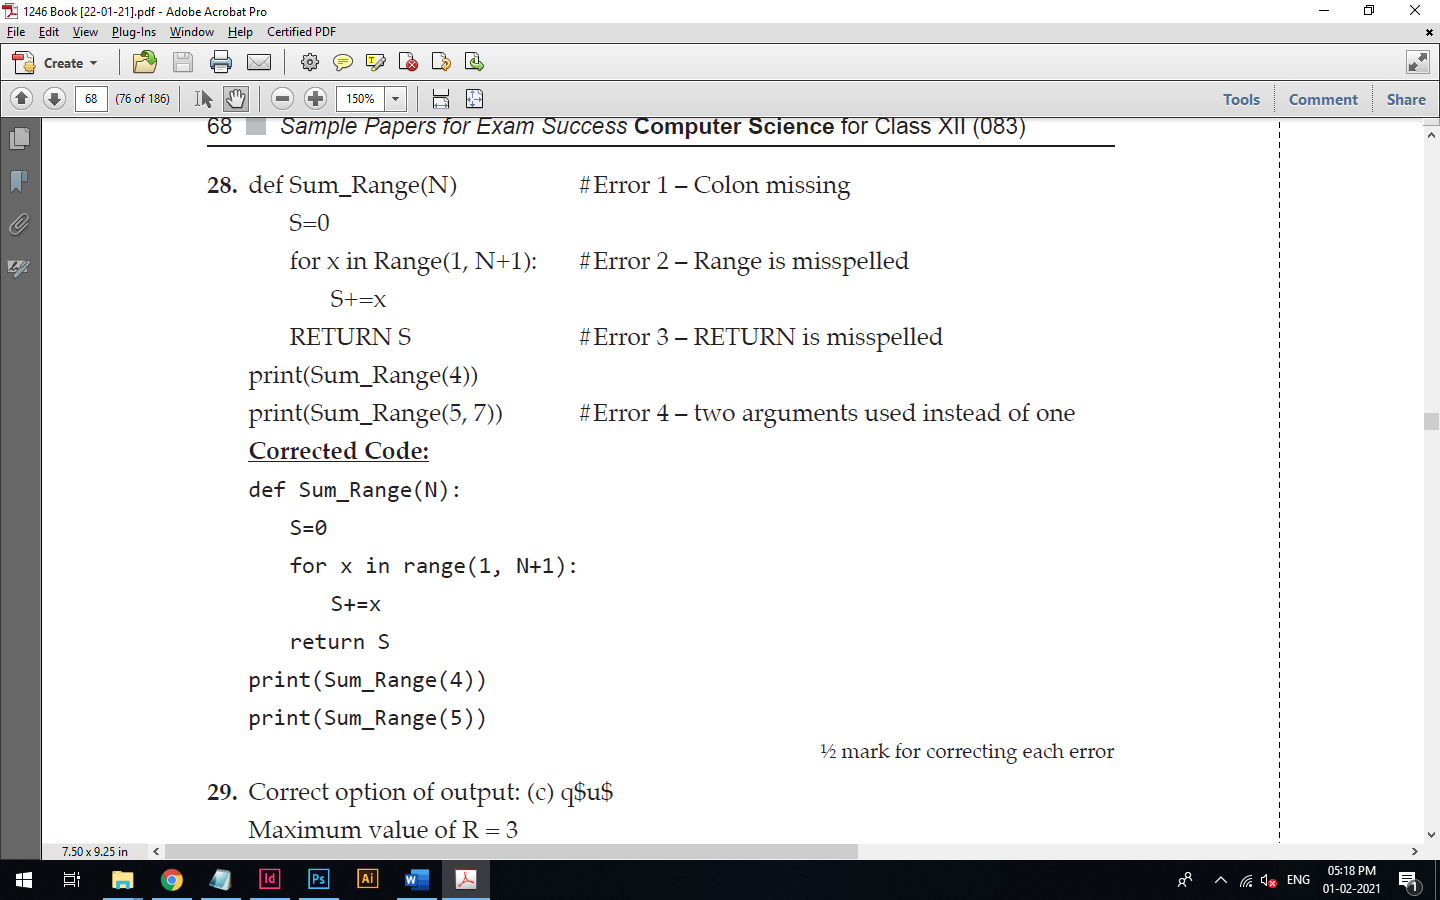 1246 Book [22-01-21].pdf - Adobe Acrobat Pro
File Edit View Plug-Ins Window Help Certified PDF
Create
68 (76 of 186) 150% Tools Comment Share
68 Sample Papers for Exam Success Computer Science for Class XII (083)
28. def Sum_Range(N) #Error 1 – Colon missing
S=0
for x in Range(1, N+1): #Error 2 – Range is misspelled
S+=x
RETURN S #Error 3 – RETURN is misspelled
print(Sum_Range(4))
print(Sum_Range(5, 7)) #Error 4 – two arguments used instead of one
Corrected Code:
def Sum_Range(N):
S=0
for x in range(1, N+1):
S+=x
return S
print(Sum_Range(4))
print(Sum_Range(5))
½ mark for correcting each error
29. Correct option of output: (c) q$u$
Maximum value of R = 3
7.50 x 9.25 in
Id Ps Ai W ENG 05:18 PM
01-02-2021 1